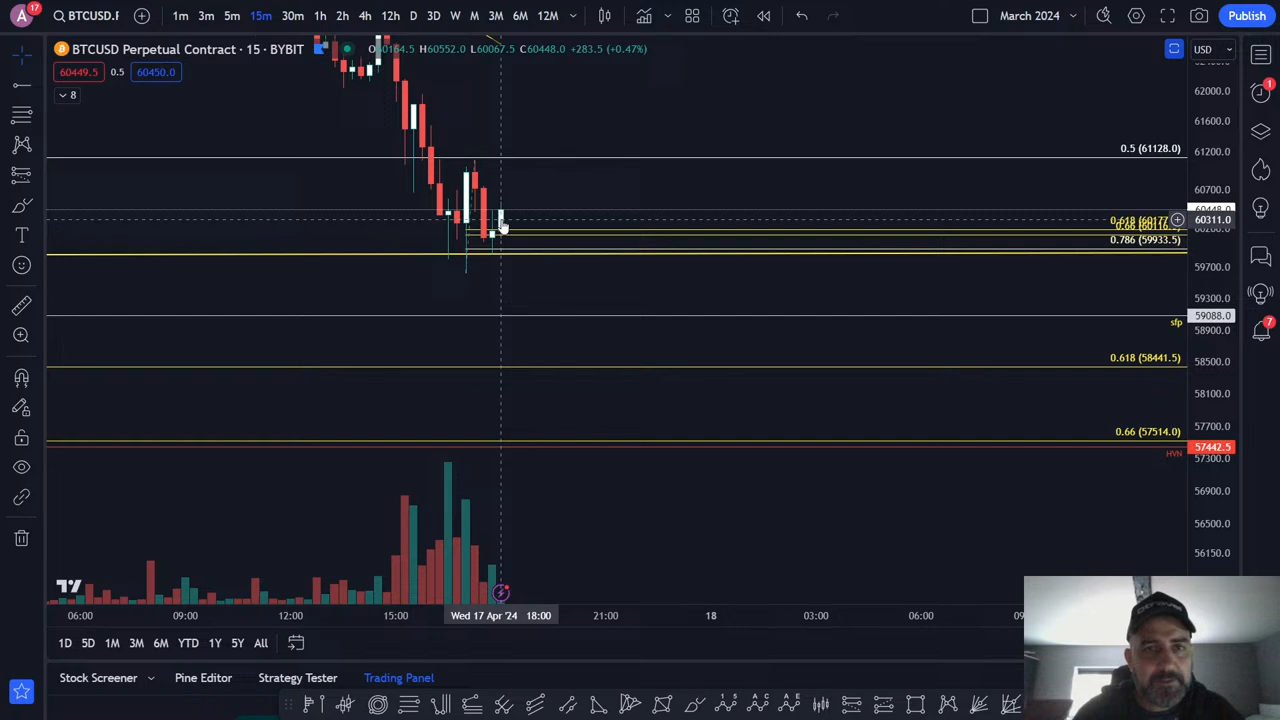 A 17 BTCUSD.F 1m 3m 5m 15m 30m 1h 2h 4h 12h D 3D W M 3M 6M 12M March 2024 Publish
BTCUSD Perpetual Contract · 15 · BYBIT H60552.0 L60067.5 C60448.0 +283.5 (+0.47%) USD
60449.5 0.5 60450.0
8
62000.0
61600.0
0.5 (61128.0) 61200.0
60700.0
60448.0
0.618 (60177 60311.0
0.786 (59933.5)
59700.0
59300.0
59088.0
sfp 58900.0
0.618 (58441.5) 58500.0
58100.0
0.66 (57514.0) 57700.0
57442.5
HVN 57300.0
56900.0
56500.0
56150.0
06:00 09:00 12:00 15:00 Wed 17 Apr '24 18:00 21:00 18 03:00 06:00
1D 5D 1M 3M 6M YTD 1Y 5Y All
Stock Screener Pine Editor Strategy Tester Trading Panel
1
7